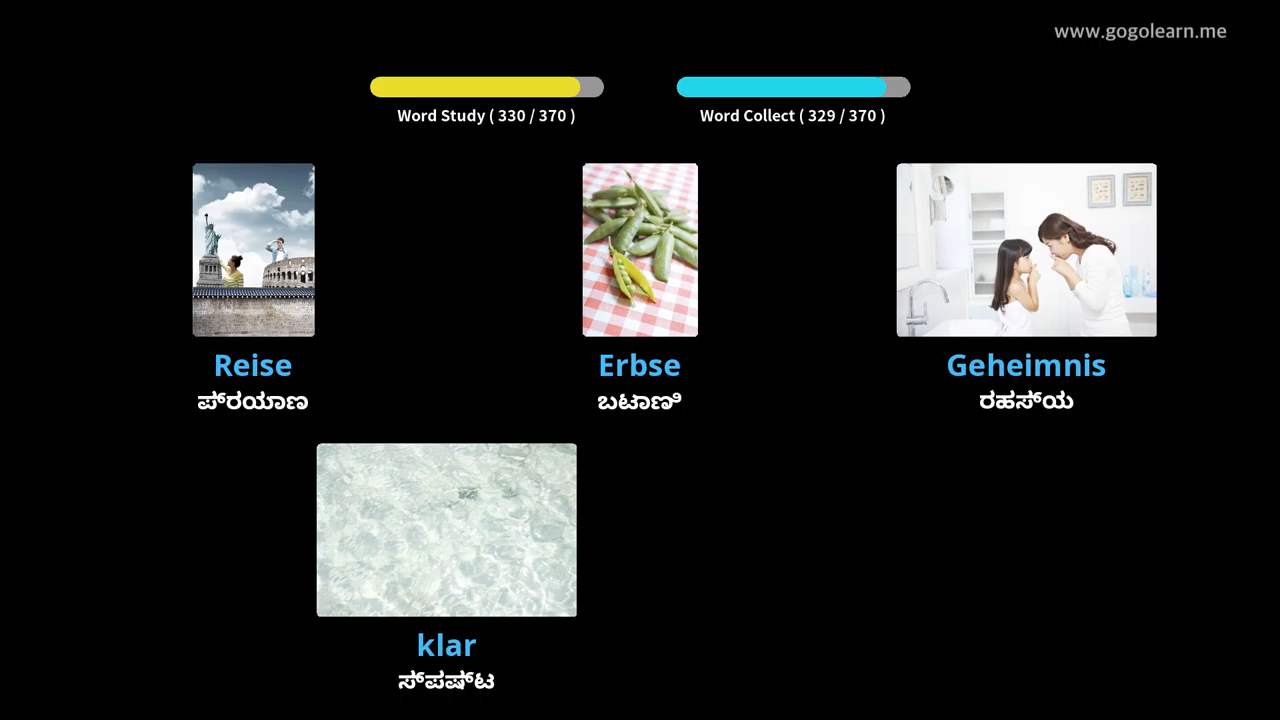 www.gogolearn.me
Word Study ( 330 / 370 )
Word Collect ( 329 / 370 )
Reise
ಪ್ರಯಾಣ
Erbse
ಬಟಾಣಿ
Geheimnis
ರಹಸ್ಯ
klar
ಸ್ಪಷ್ಟ